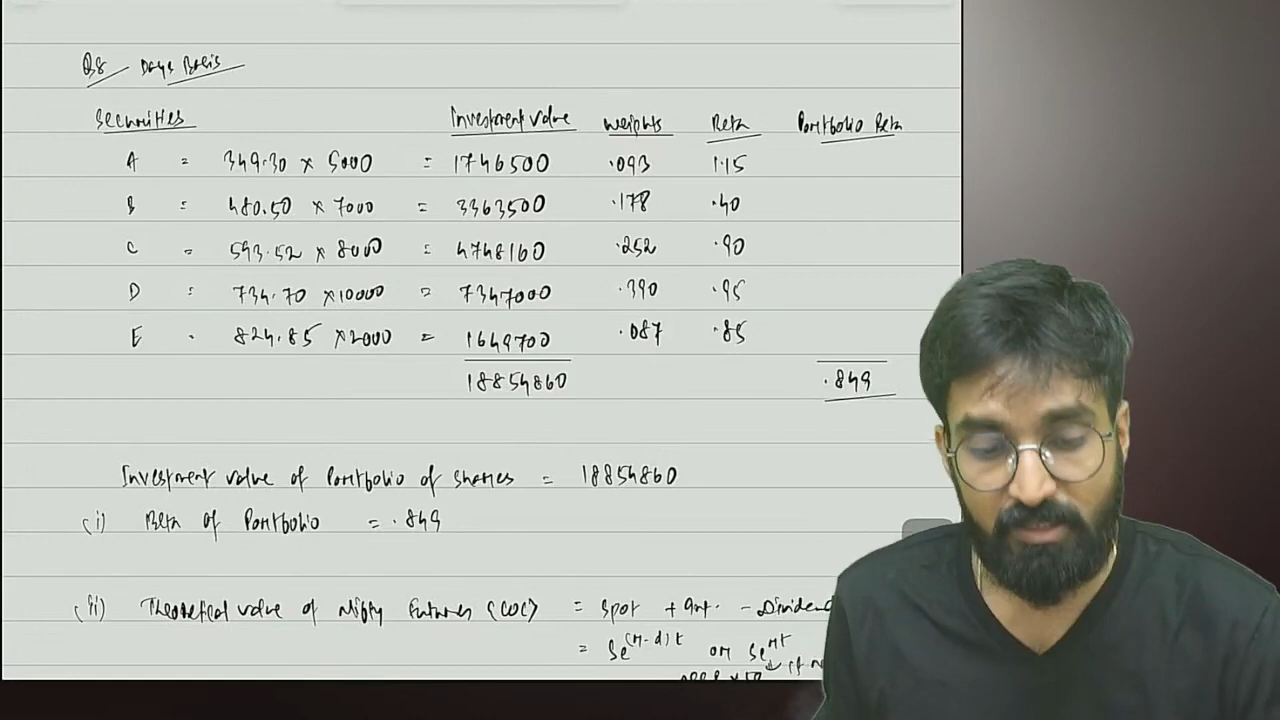 Q8 Days Basis
Securities Investment value Weights Beta Portfolio Beta
A = 349.30 × 5000 = 1746500 .093 1.15
B = 480.50 × 7000 = 3363500 .178 .40
C = 593.52 × 8000 = 4748160 .252 .90
D = 734.70 × 10000 = 7347000 .390 .95
E = 824.85 × 2000 = 1649700 .087 .85
18854860 .849
Investment value of Portfolio of shares = 18854860
(i) Beta of Portfolio = .849
(ii) Theoretical value of Nifty Futures (COC) = Spot + Int. - Dividend
= Se^(r-d)t or Se^rt